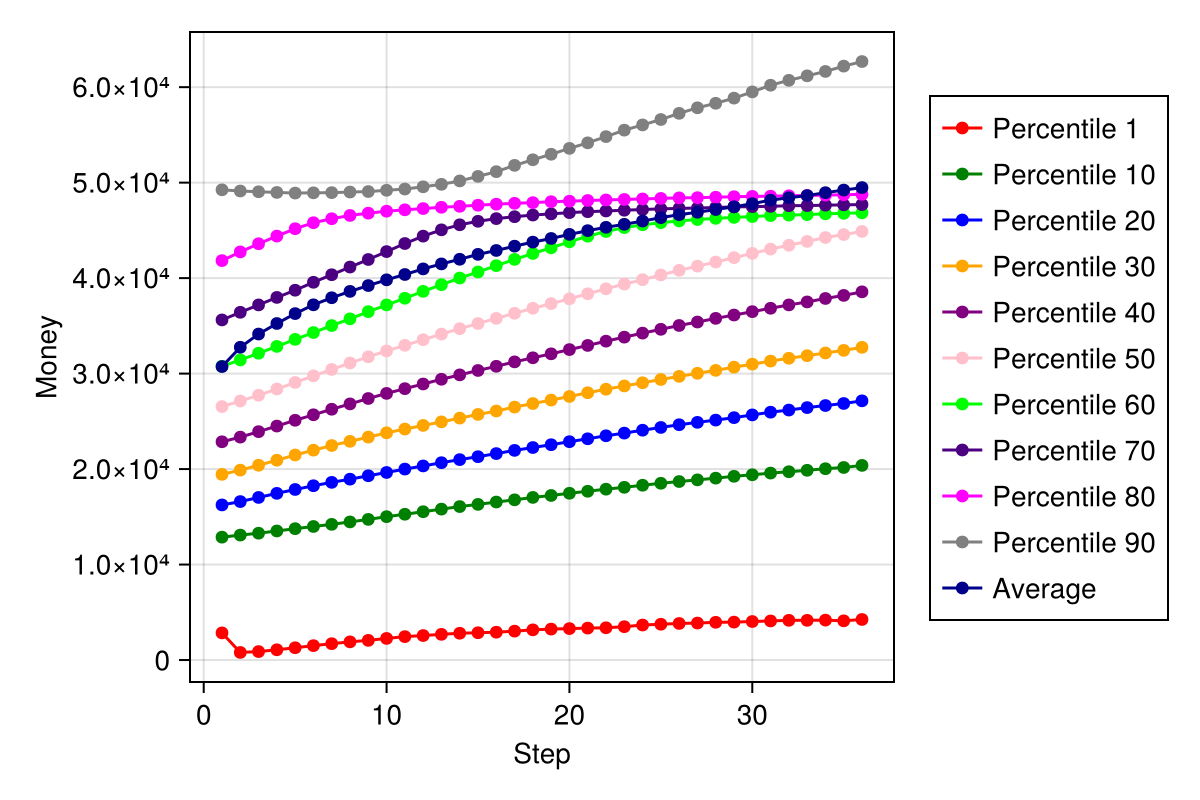 6.0×10⁴
5.0×10⁴
4.0×10⁴
3.0×10⁴
2.0×10⁴
1.0×10⁴
0
Money
0 10 20 30
Step
Percentile 1
Percentile 10
Percentile 20
Percentile 30
Percentile 40
Percentile 50
Percentile 60
Percentile 70
Percentile 80
Percentile 90
Average